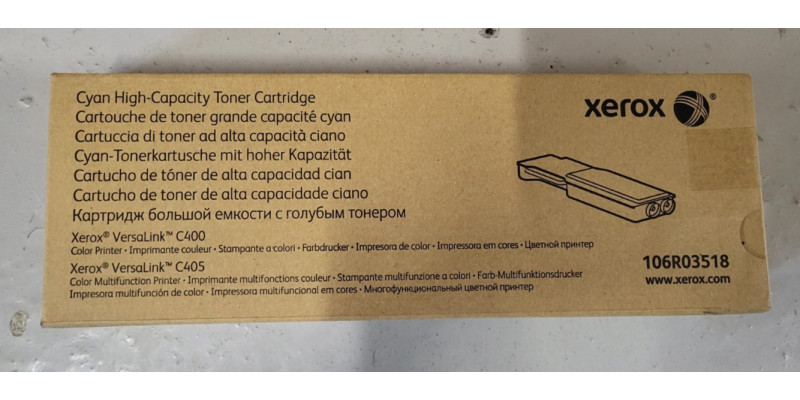 Cyan High-Capacity Toner Cartridge
Cartouche de toner grande capacité cyan
Cartuccia di toner ad alta capacità ciano
Cyan-Tonerkartusche mit hoher Kapazität
Cartucho de tóner de alta capacidad cian
Cartucho de toner de alta capacidade ciano
Картридж большой емкости с голубым тонером
Xerox® VersaLink™ C400
Color Printer • Imprimante couleur • Stampante a colori • Farbdrucker • Impresora de color • Impressora em cores • Цветной принтер
Xerox® VersaLink™ C405
Color Multifunction Printer • Imprimante multifonctions couleur • Stampante multifunzione a colori • Farb-Multifunktionsdrucker
Impresora multifunción de color • Impressora multifuncional em cores • Многофункциональный цветной принтер
xerox
106R03518
www.xerox.com